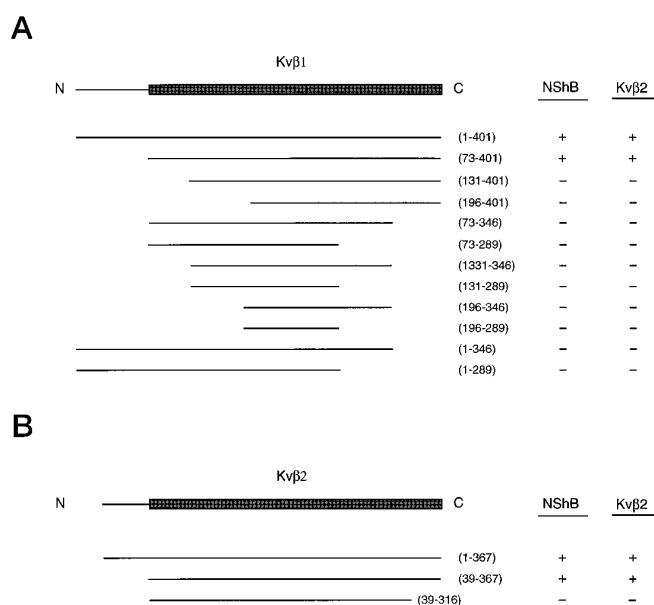 A
Kvβ1
N C NShB Kvβ2
(1-401) + +
(73-401) + +
(131-401) – –
(196-401) – –
(73-346) – –
(73-289) – –
(1331-346) – –
(131-289) – –
(196-346) – –
(196-289) – –
(1-346) – –
(1-289) – –
B
Kvβ2
N C NShB Kvβ2
(1-367) + +
(39-367) + +
(39-316) – –